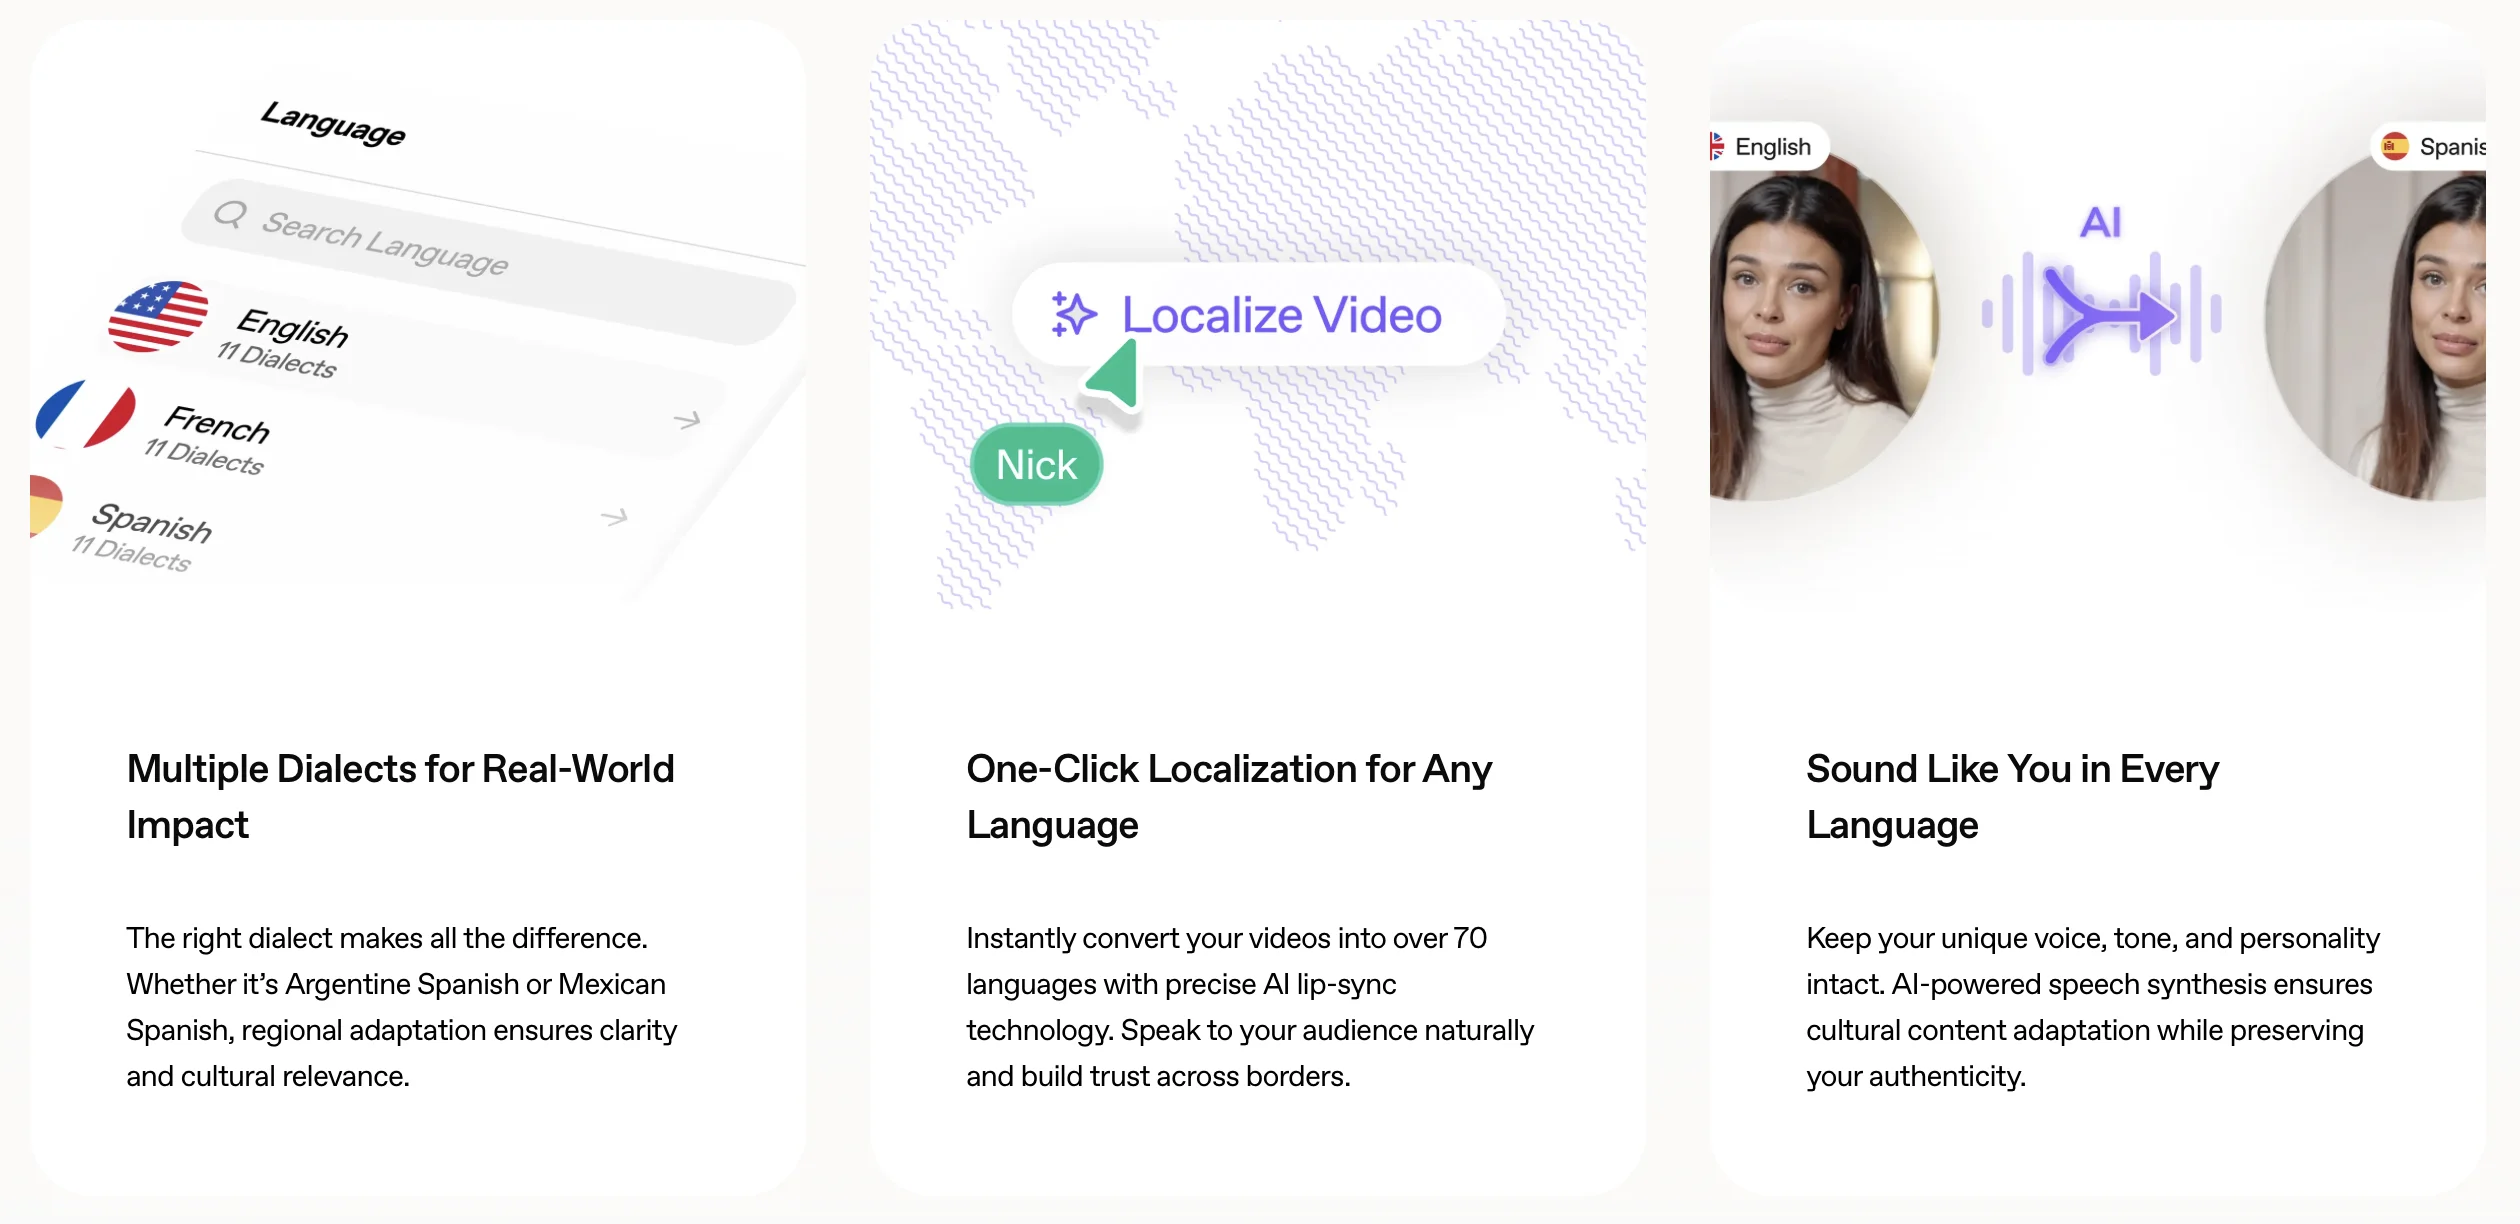 Language
Search Language
English
11 Dialects
French
11 Dialects
Spanish
11 Dialects
Multiple Dialects for Real-World
Impact
The right dialect makes all the difference.
Whether it’s Argentine Spanish or Mexican
Spanish, regional adaptation ensures clarity
and cultural relevance.
Localize Video
Nick
One-Click Localization for Any
Language
Instantly convert your videos into over 70
languages with precise AI lip-sync
technology. Speak to your audience naturally
and build trust across borders.
English
Spanis
AI
Sound Like You in Every
Language
Keep your unique voice, tone, and personality
intact. AI-powered speech synthesis ensures
cultural content adaptation while preserving
your authenticity.